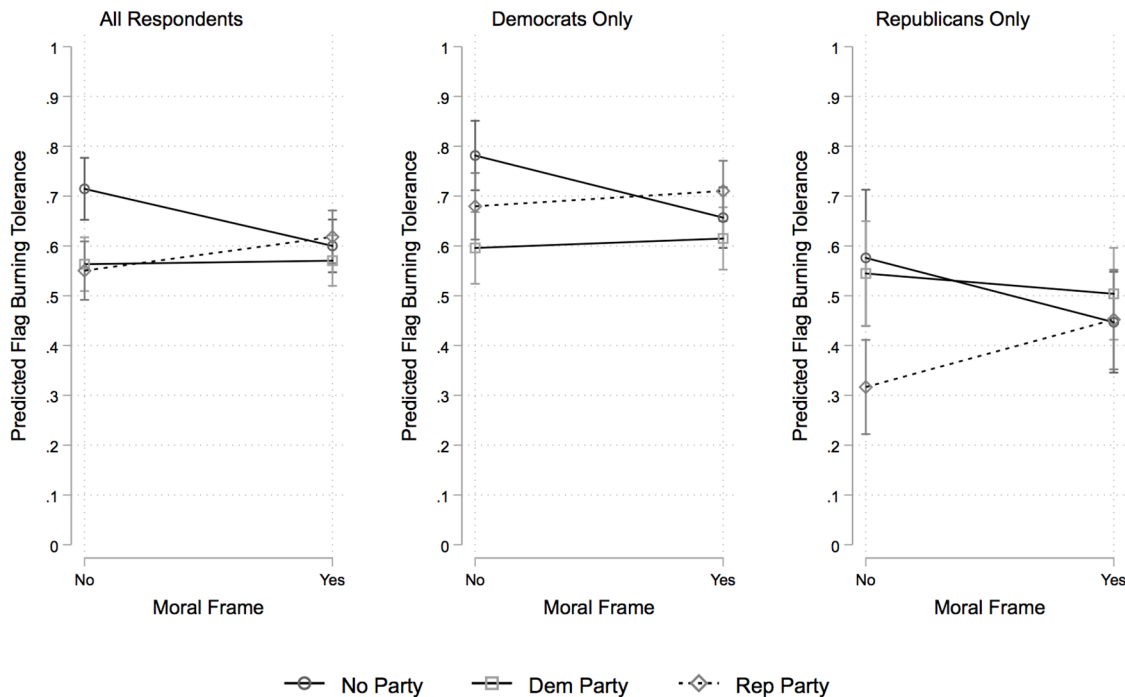 All Respondents
Predicted Flag Burning Tolerance
1
.9
.8
.7
.6
.5
.4
.3
.2
.1
0
No
Yes
Moral Frame
Democrats Only
Predicted Flag Burning Tolerance
1
.9
.8
.7
.6
.5
.4
.3
.2
.1
0
No
Yes
Moral Frame
Republicans Only
Predicted Flag Burning Tolerance
1
.9
.8
.7
.6
.5
.4
.3
.2
.1
0
No
Yes
Moral Frame
No Party
Dem Party
Rep Party